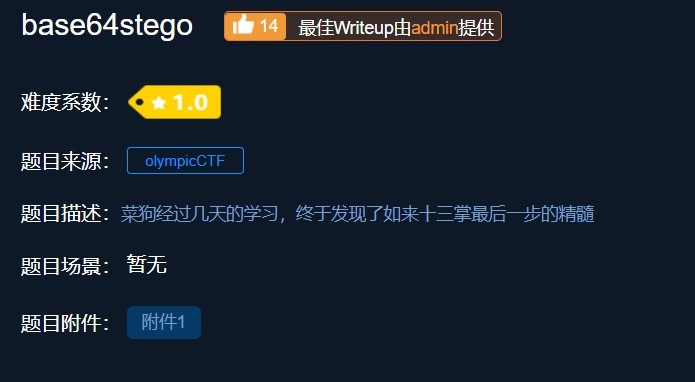 base64stego 14 最佳Writeup由admin提供
难度系数： 1.0
题目来源： olympicCTF
题目描述：菜狗经过几天的学习，终于发现了如来十三掌最后一步的精髓
题目场景： 暂无
题目附件： 附件1